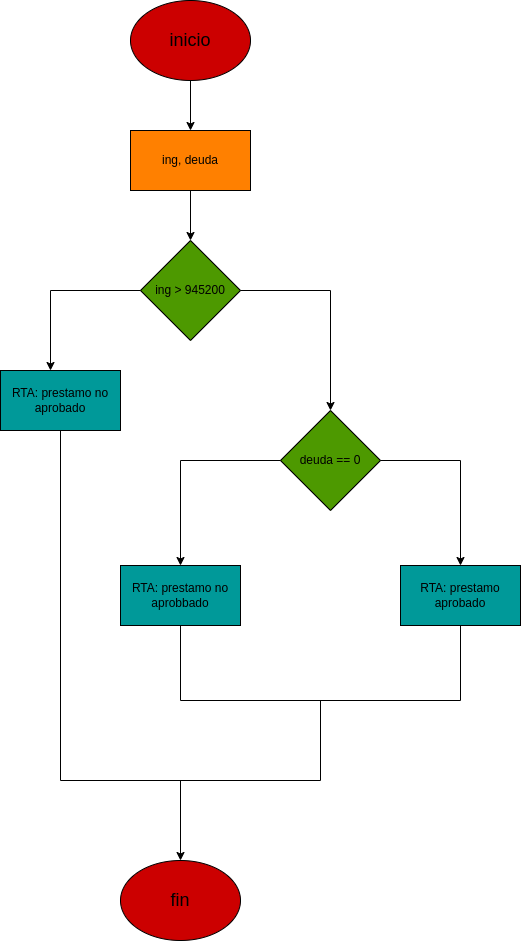 inicio
ing, deuda
ing > 945200
RTA: prestamo no
aprobado
deuda == 0
RTA: prestamo no
aprobbado
RTA: prestamo
aprobado
fin